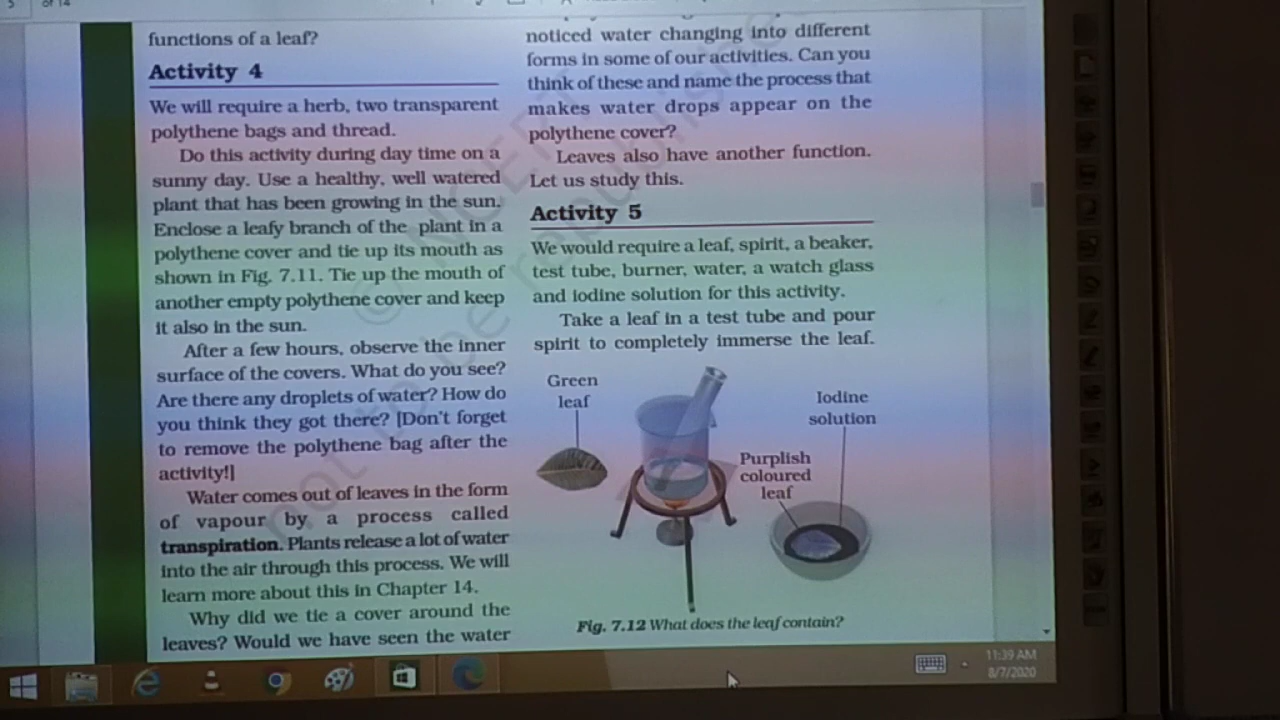 of 14
functions of a leaf?
Activity 4
We will require a herb, two transparent
polythene bags and thread.
Do this activity during day time on a
sunny day. Use a healthy, well watered
plant that has been growing in the sun.
Enclose a leafy branch of the plant in a
polythene cover and tie up its mouth as
shown in Fig. 7.11. Tie up the mouth of
another empty polythene cover and keep
it also in the sun.
After a few hours, observe the inner
surface of the covers. What do you see?
Are there any droplets of water? How do
you think they got there? [Don't forget
to remove the polythene bag after the
activity!]
Water comes out of leaves in the form
of vapour by a process called
transpiration. Plants release a lot of water
into the air through this process. We will
learn more about this in Chapter 14.
Why did we tie a cover around the
leaves? Would we have seen the water
noticed water changing into different
forms in some of our activities. Can you
think of these and name the process that
makes water drops appear on the
polythene cover?
Leaves also have another function.
Let us study this.
Activity 5
We would require a leaf, spirit, a beaker,
test tube, burner, water, a watch glass
and iodine solution for this activity.
Take a leaf in a test tube and pour
spirit to completely immerse the leaf.
Green
leaf
Iodine
solution
Purplish
coloured
leaf
Fig. 7.12 What does the leaf contain?
© NCERT
not to be republished
11:39 AM
8/7/2020